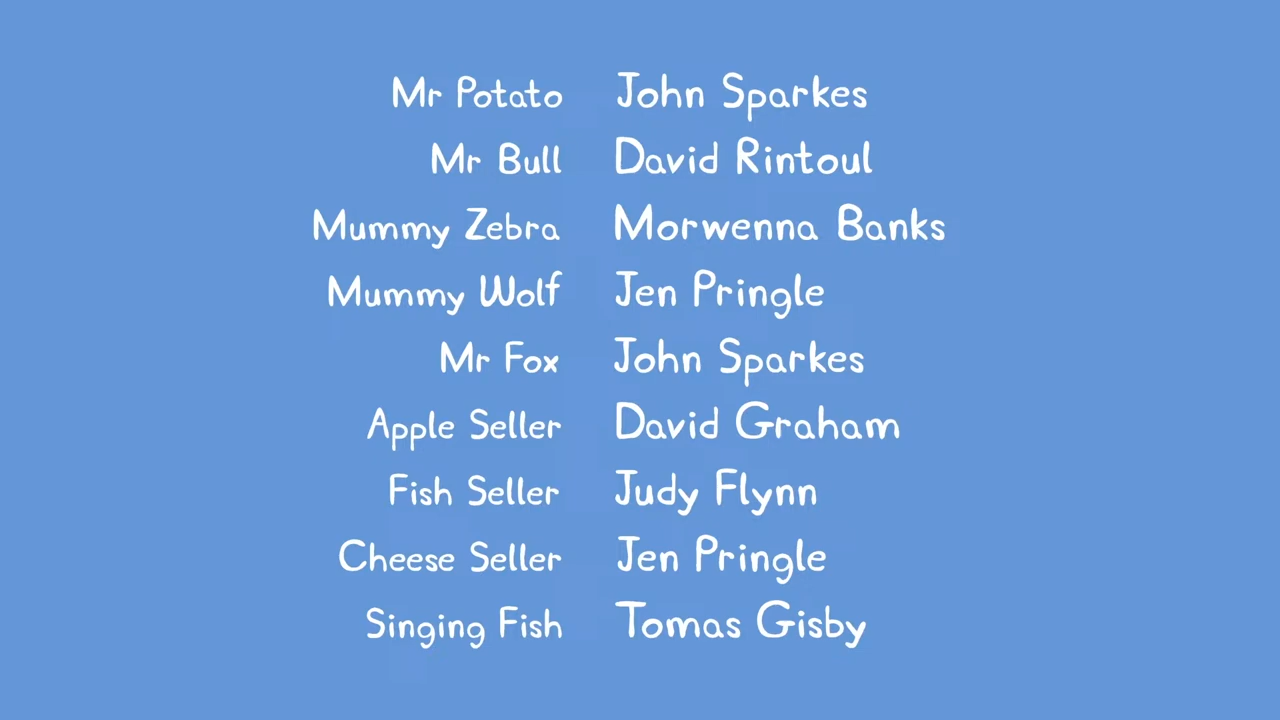 Mr Potato John Sparkes
Mr Bull David Rintoul
Mummy Zebra Morwenna Banks
Mummy Wolf Jen Pringle
Mr Fox John Sparkes
Apple Seller David Graham
Fish Seller Judy Flynn
Cheese Seller Jen Pringle
Singing Fish Tomas Gisby